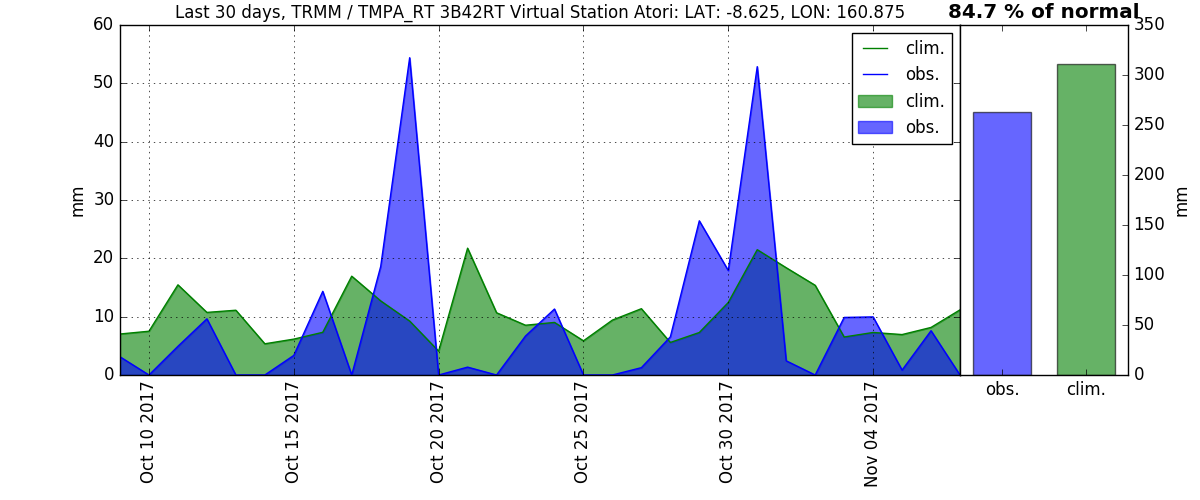 Last 30 days, TRMM / TMPA_RT 3B42RT Virtual Station Atori: LAT: -8.625, LON: 160.875
84.7 % of normal
60
50
40
30
20
10
0
mm
clim.
obs.
clim.
obs.
Oct 10 2017
Oct 15 2017
Oct 20 2017
Oct 25 2017
Oct 30 2017
Nov 04 2017
350
300
250
200
150
100
50
0
mm
obs.
clim.